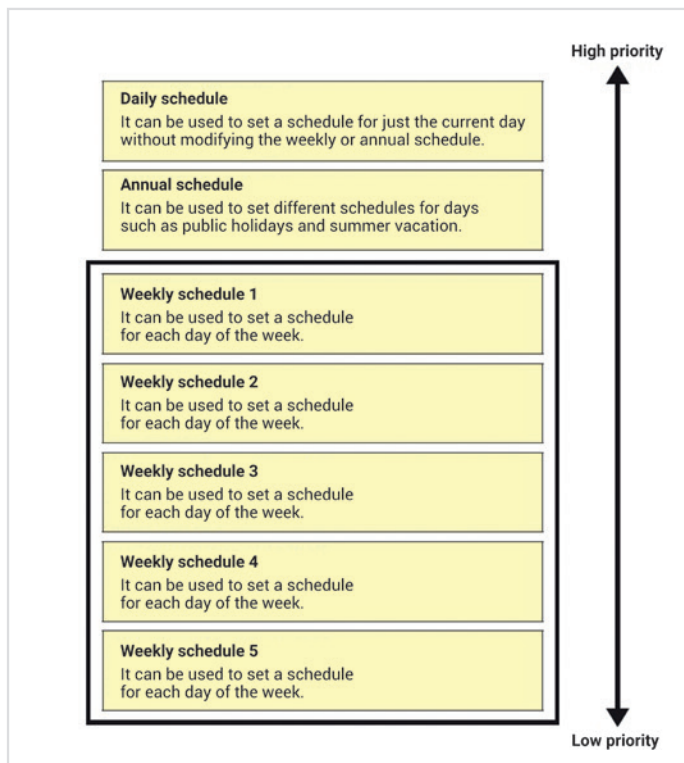 High priority
Daily schedule
It can be used to set a schedule for just the current day
without modifying the weekly or annual schedule.
Annual schedule
It can be used to set different schedules for days
such as public holidays and summer vacation.
Weekly schedule 1
It can be used to set a schedule
for each day of the week.
Weekly schedule 2
It can be used to set a schedule
for each day of the week.
Weekly schedule 3
It can be used to set a schedule
for each day of the week.
Weekly schedule 4
It can be used to set a schedule
for each day of the week.
Weekly schedule 5
It can be used to set a schedule
for each day of the week.
Low priority